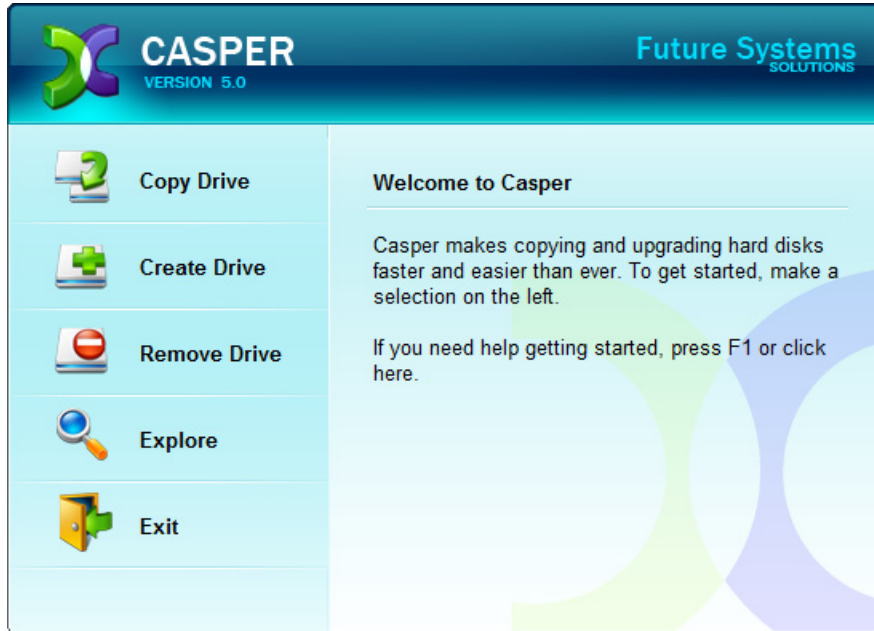 CASPER
VERSION 5.0
Future Systems
SOLUTIONS
Copy Drive
Create Drive
Remove Drive
Explore
Exit
Welcome to Casper
Casper makes copying and upgrading hard disks
faster and easier than ever. To get started, make a
selection on the left.
If you need help getting started, press F1 or click
here.